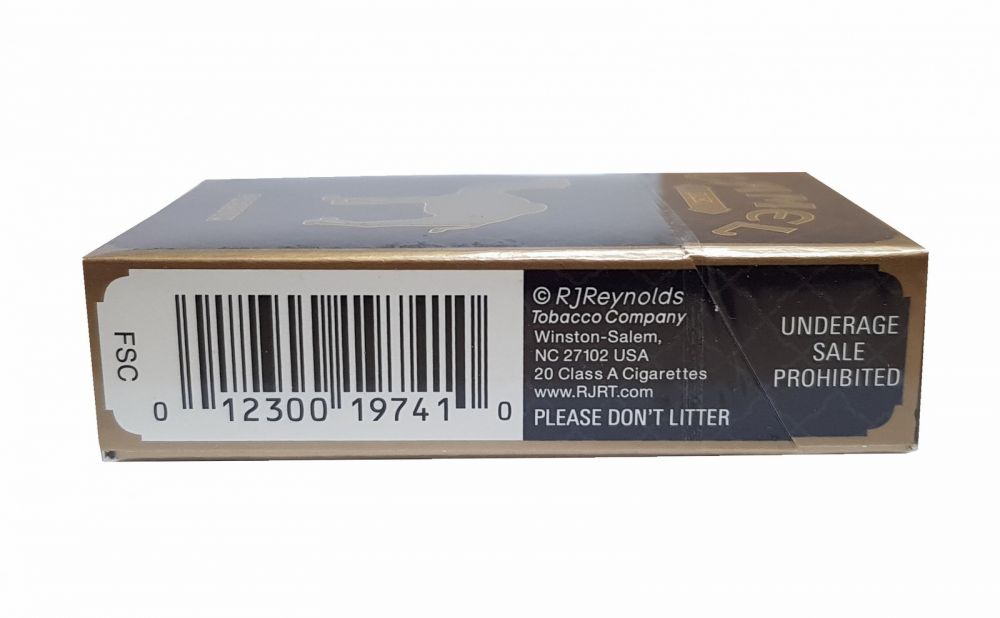 CAMEL
FSC
0 12300 19741 0
© RJReynolds
Tobacco Company
Winston-Salem,
NC 27102 USA
20 Class A Cigarettes
www.RJRT.com
PLEASE DON'T LITTER
UNDERAGE
SALE
PROHIBITED